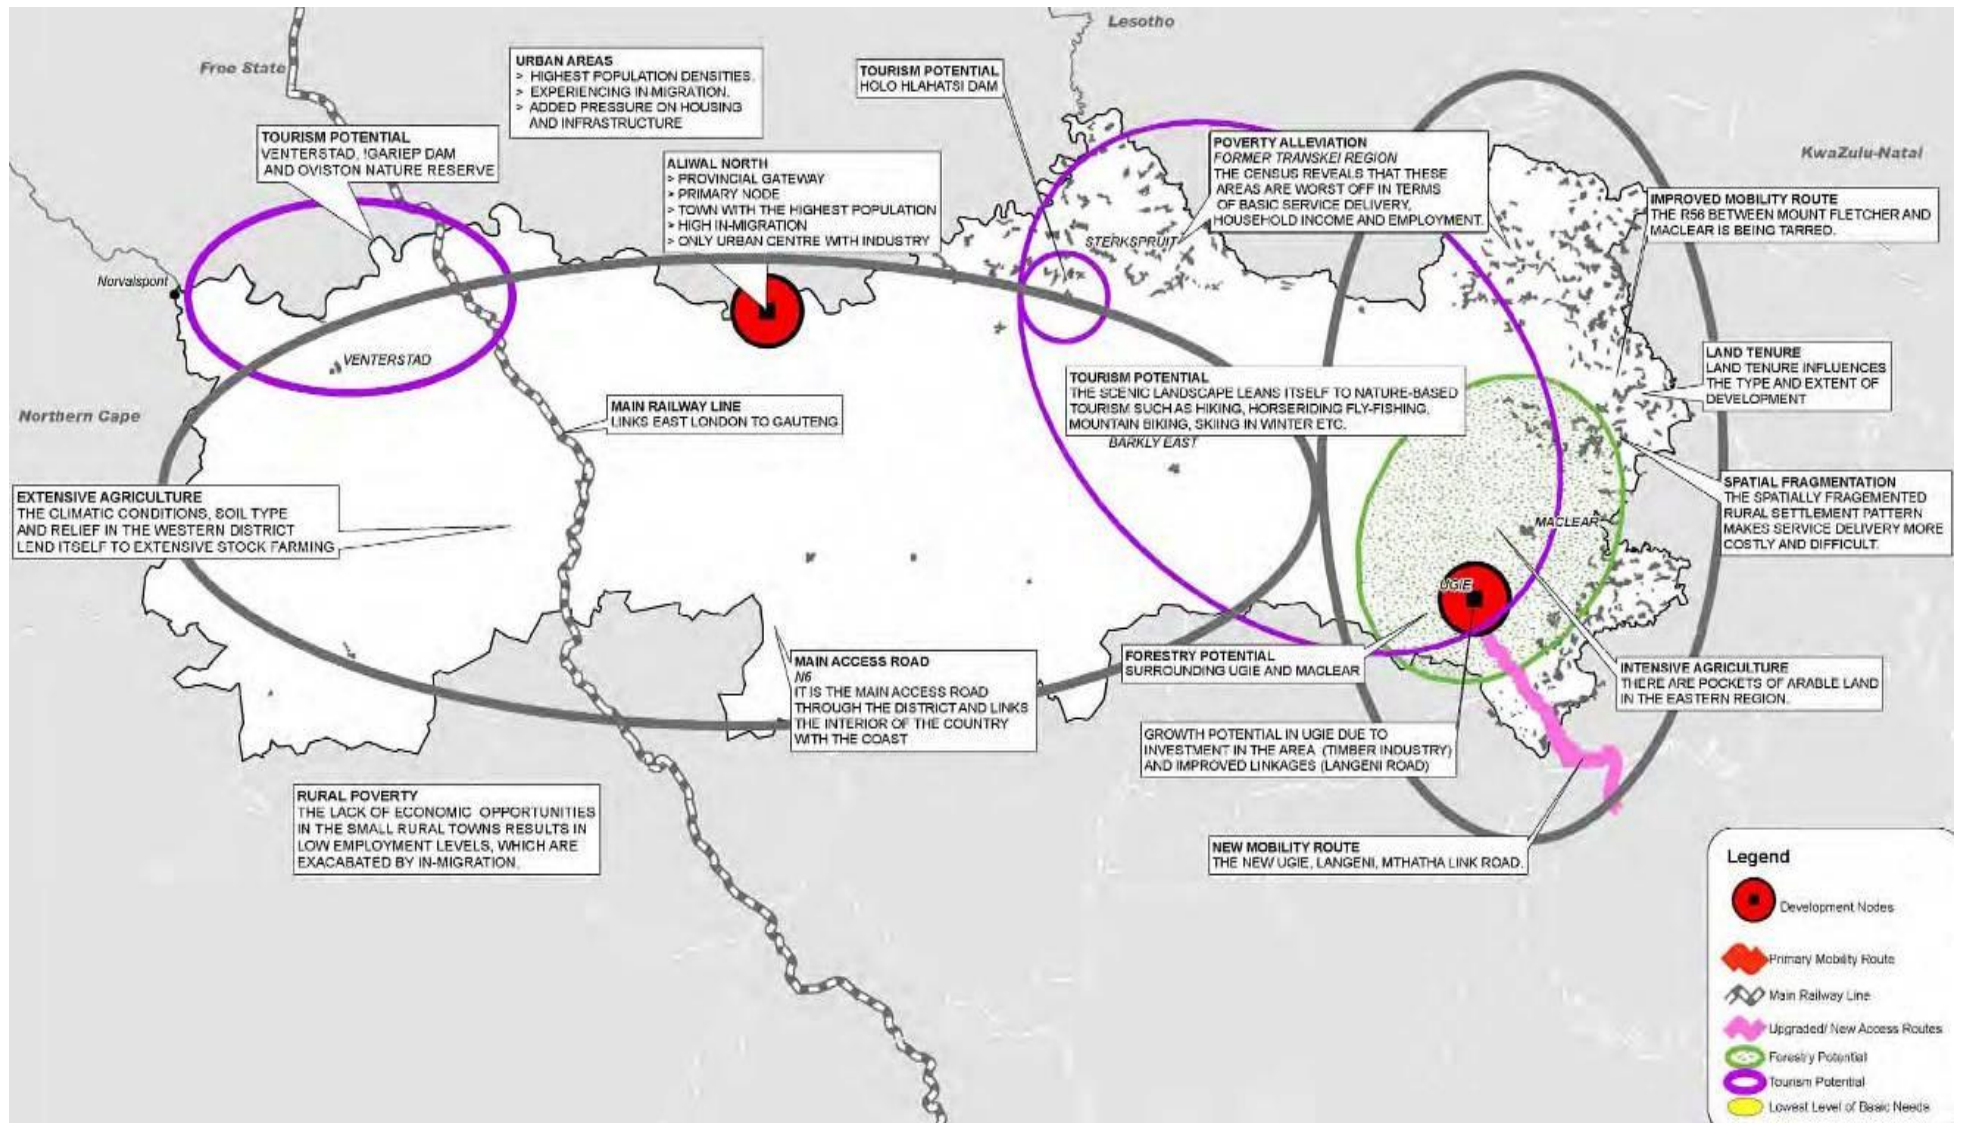 Lesotho
Free State
URBAN AREAS
> HIGHEST POPULATION DENSITIES.
> EXPERIENCING IN-MIGRATION.
> ADDED PRESSURE ON HOUSING
AND INFRASTRUCTURE
TOURISM POTENTIAL
HOLO HLAHATSI DAM
TOURISM POTENTIAL
VENTERSTAD, !GARIEP DAM
AND OVISTON NATURE RESERVE
ALIWAL NORTH
> PROVINCIAL GATEWAY
> PRIMARY NODE
> TOWN WITH THE HIGHEST POPULATION
> HIGH IN-MIGRATION
> ONLY URBAN CENTRE WITH INDUSTRY
POVERTY ALLEVIATION
FORMER TRANSKEI REGION
THE CENSUS REVEALS THAT THESE
AREAS ARE WORST OFF IN TERMS
OF BASIC SERVICE DELIVERY,
HOUSEHOLD INCOME AND EMPLOYMENT.
KwaZulu-Natal
IMPROVED MOBILITY ROUTE
THE R56 BETWEEN MOUNT FLETCHER AND
MACLEAR IS BEING TARRED.
STERKSPRUIT
Norvalspont
VENTERSTAD
LAND TENURE
LAND TENURE INFLUENCES
THE TYPE AND EXTENT OF
DEVELOPMENT
TOURISM POTENTIAL
THE SCENIC LANDSCAPE LEANS ITSELF TO NATURE-BASED
TOURISM SUCH AS HIKING, HORSERIDING FLY-FISHING,
MOUNTAIN BIKING, SKIING IN WINTER ETC.
BARKLY EAST
MAIN RAILWAY LINE
LINKS EAST LONDON TO GAUTENG
Northern Cape
EXTENSIVE AGRICULTURE
THE CLIMATIC CONDITIONS, SOIL TYPE
AND RELIEF IN THE WESTERN DISTRICT
LEND ITSELF TO EXTENSIVE STOCK FARMING
SPATIAL FRAGMENTATION
THE SPATIALLY FRAGEMENTED
RURAL SETTLEMENT PATTERN
MAKES SERVICE DELIVERY MORE
COSTLY AND DIFFICULT.
MACLEAR
UGIE
MAIN ACCESS ROAD
N6
IT IS THE MAIN ACCESS ROAD
THROUGH THE DISTRICT AND LINKS
THE INTERIOR OF THE COUNTRY
WITH THE COAST
FORESTRY POTENTIAL
SURROUNDING UGIE AND MACLEAR
INTENSIVE AGRICULTURE
THERE ARE POCKETS OF ARABLE LAND
IN THE EASTERN REGION.
GROWTH POTENTIAL IN UGIE DUE TO
INVESTMENT IN THE AREA (TIMBER INDUSTRY)
AND IMPROVED LINKAGES (LANGENI ROAD)
RURAL POVERTY
THE LACK OF ECONOMIC OPPORTUNITIES
IN THE SMALL RURAL TOWNS RESULTS IN
LOW EMPLOYMENT LEVELS, WHICH ARE
EXACABATED BY IN-MIGRATION.
NEW MOBILITY ROUTE
THE NEW UGIE, LANGENI, MTHATHA LINK ROAD.
Legend
Development Nodes
Primary Mobility Route
Main Railway Line
Upgraded/ New Access Routes
Forestry Potential
Tourism Potential
Lowest Level of Basic Needs